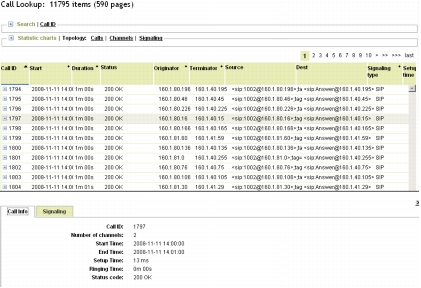 Call Lookup: 11795 items (590 pages)
Search | Call ID
Statistic charts | Topology: Calls | Channels | Signaling
1 2 3 4 5 6 7 8 9 10 > >> >>> last
Call ID Start Duration Status Originator Terminator Source Dest Signaling type Setup time
1794 2008-11-11 14:0( 1m 00s 200 OK 160.1.80.196 160.1.40.195 <sip:1002@160.1.80.196>;ta <sip:Answer@160.1.40.195> SIP
1795 2008-11-11 14:0( 1m 00s 200 OK 160.1.80.46 160.1.40.45 <sip:1002@160.1.80.46>;tag <sip:Answer@160.1.40.45> SIP
1796 2008-11-11 14:0( 1m 00s 200 OK 160.1.80.226 160.1.40.225 <sip:1002@160.1.80.226>;ta <sip:Answer@160.1.40.225> SIP
1797 2008-11-11 14:0( 1m 00s 200 OK 160.1.80.16 160.1.40.15 <sip:1002@160.1.80.16>;tag <sip:Answer@160.1.40.15> SIP
1798 2008-11-11 14:0( 1m 00s 200 OK 160.1.80.166 160.1.40.165 <sip:1002@160.1.80.166>;ta <sip:Answer@160.1.40.165> SIP
1799 2008-11-11 14:0( 1m 00s 200 OK 160.1.81.60 160.1.41.59 <sip:1002@160.1.81.60>;tag <sip:Answer@160.1.41.59> SIP
1800 2008-11-11 14:0( 1m 00s 200 OK 160.1.80.136 160.1.40.135 <sip:1002@160.1.80.136>;ta <sip:Answer@160.1.40.135> SIP
1801 2008-11-11 14:0( 1m 00s 200 OK 160.1.81.0 160.1.40.255 <sip:1002@160.1.81.0>;tag= <sip:Answer@160.1.40.255> SIP
1802 2008-11-11 14:0( 1m 00s 200 OK 160.1.80.76 160.1.40.75 <sip:1002@160.1.80.76>;tag <sip:Answer@160.1.40.75> SIP
1803 2008-11-11 14:0( 1m 00s 200 OK 160.1.80.106 160.1.40.105 <sip:1002@160.1.80.106>;ta <sip:Answer@160.1.40.105> SIP
1804 2008-11-11 14:0( 1m 01s 200 OK 160.1.81.30 160.1.41.29 <sip:1002@160.1.81.30>;tag <sip:Answer@160.1.41.29> SIP
Call Info Signaling
Call ID: 1797
Number of channels: 2
Start Time: 2008-11-11 14:00:00
End Time: 2008-11-11 14:01:00
Setup Time: 13 ms
Ringing Time: 0m 00s
Status code: 200 OK